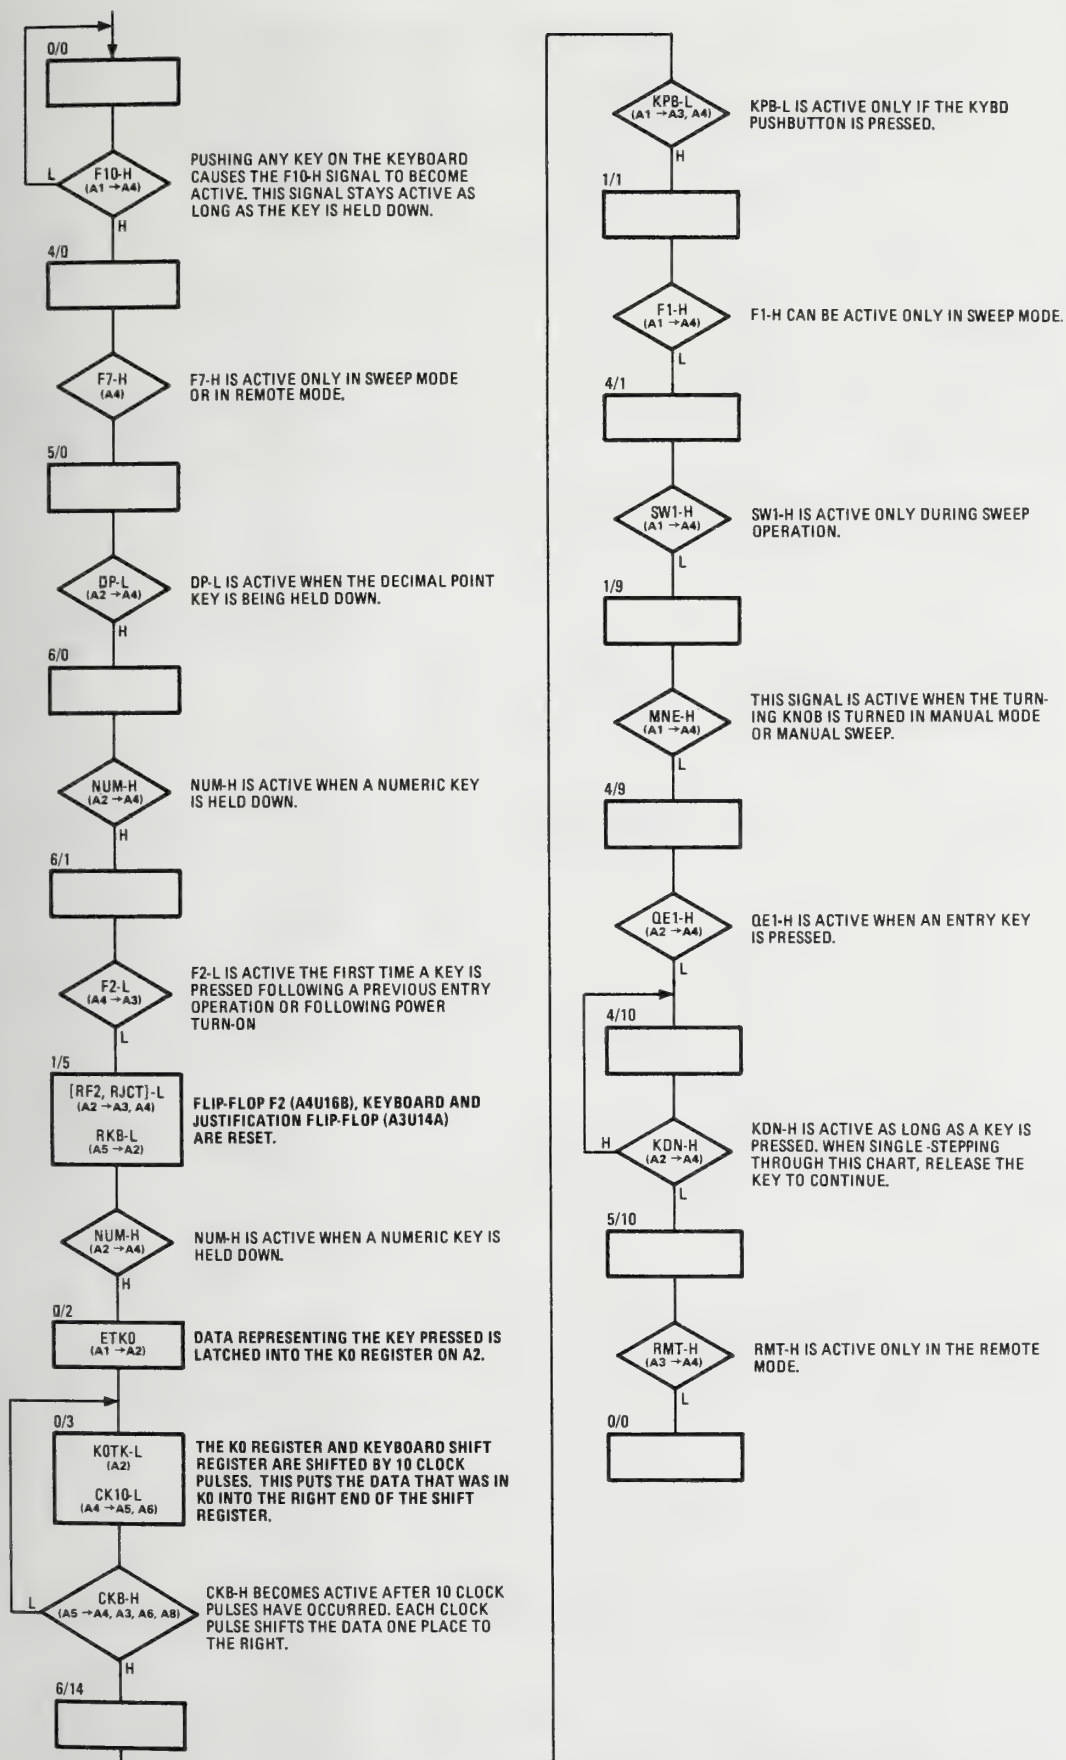 0/0
L
F10-H
(A1 → A4)
H
PUSHING ANY KEY ON THE KEYBOARD
CAUSES THE F10-H SIGNAL TO BECOME
ACTIVE. THIS SIGNAL STAYS ACTIVE AS
LONG AS THE KEY IS HELD DOWN.
4/0
F7-H
(A4)
F7-H IS ACTIVE ONLY IN SWEEP MODE
OR IN REMOTE MODE.
5/0
DP-L
(A2 → A4)
H
DP-L IS ACTIVE WHEN THE DECIMAL POINT
KEY IS BEING HELD DOWN.
6/0
NUM-H
(A2 → A4)
H
NUM-H IS ACTIVE WHEN A NUMERIC KEY
IS HELD DOWN.
6/1
F2-L
(A4 → A3)
L
F2-L IS ACTIVE THE FIRST TIME A KEY IS
PRESSED FOLLOWING A PREVIOUS ENTRY
OPERATION OR FOLLOWING POWER
TURN-ON
1/5
[RF2, RJCT]-L
(A2 → A3, A4)
RKB-L
(A5 → A2)
FLIP-FLOP F2 (A4U16B), KEYBOARD AND
JUSTIFICATION FLIP-FLOP (A3U14A)
ARE RESET.
NUM-H
(A2 → A4)
H
NUM-H IS ACTIVE WHEN A NUMERIC KEY IS
HELD DOWN.
0/2
ETK0
(A1 → A2)
DATA REPRESENTING THE KEY PRESSED IS
LATCHED INTO THE K0 REGISTER ON A2.
0/3
K0TK-L
(A2)
CK10-L
(A4 → A5, A6)
THE K0 REGISTER AND KEYBOARD SHIFT
REGISTER ARE SHIFTED BY 10 CLOCK
PULSES. THIS PUTS THE DATA THAT WAS IN
K0 INTO THE RIGHT END OF THE SHIFT
REGISTER.
L
CKB-H
(A5 → A4, A3, A6, A8)
H
CKB-H BECOMES ACTIVE AFTER 10 CLOCK
PULSES HAVE OCCURRED. EACH CLOCK
PULSE SHIFTS THE DATA ONE PLACE TO
THE RIGHT.
6/14
KPB-L
(A1 → A3, A4)
H
KPB-L IS ACTIVE ONLY IF THE KYBD
PUSHBUTTON IS PRESSED.
1/1
F1-H
(A1 → A4)
L
F1-H CAN BE ACTIVE ONLY IN SWEEP MODE.
4/1
SW1-H
(A1 → A4)
L
SW1-H IS ACTIVE ONLY DURING SWEEP
OPERATION.
1/9
MNE-H
(A1 → A4)
L
THIS SIGNAL IS ACTIVE WHEN THE TURN-
ING KNOB IS TURNED IN MANUAL MODE
OR MANUAL SWEEP.
4/9
QE1-H
(A2 → A4)
L
QE1-H IS ACTIVE WHEN AN ENTRY KEY
IS PRESSED.
4/10
H
KDN-H
(A2 → A4)
L
KDN-H IS ACTIVE AS LONG AS A KEY IS
PRESSED. WHEN SINGLE-STEPPING
THROUGH THIS CHART, RELEASE THE
KEY TO CONTINUE.
5/10
RMT-H
(A3 → A4)
L
RMT-H IS ACTIVE ONLY IN THE REMOTE
MODE.
0/0